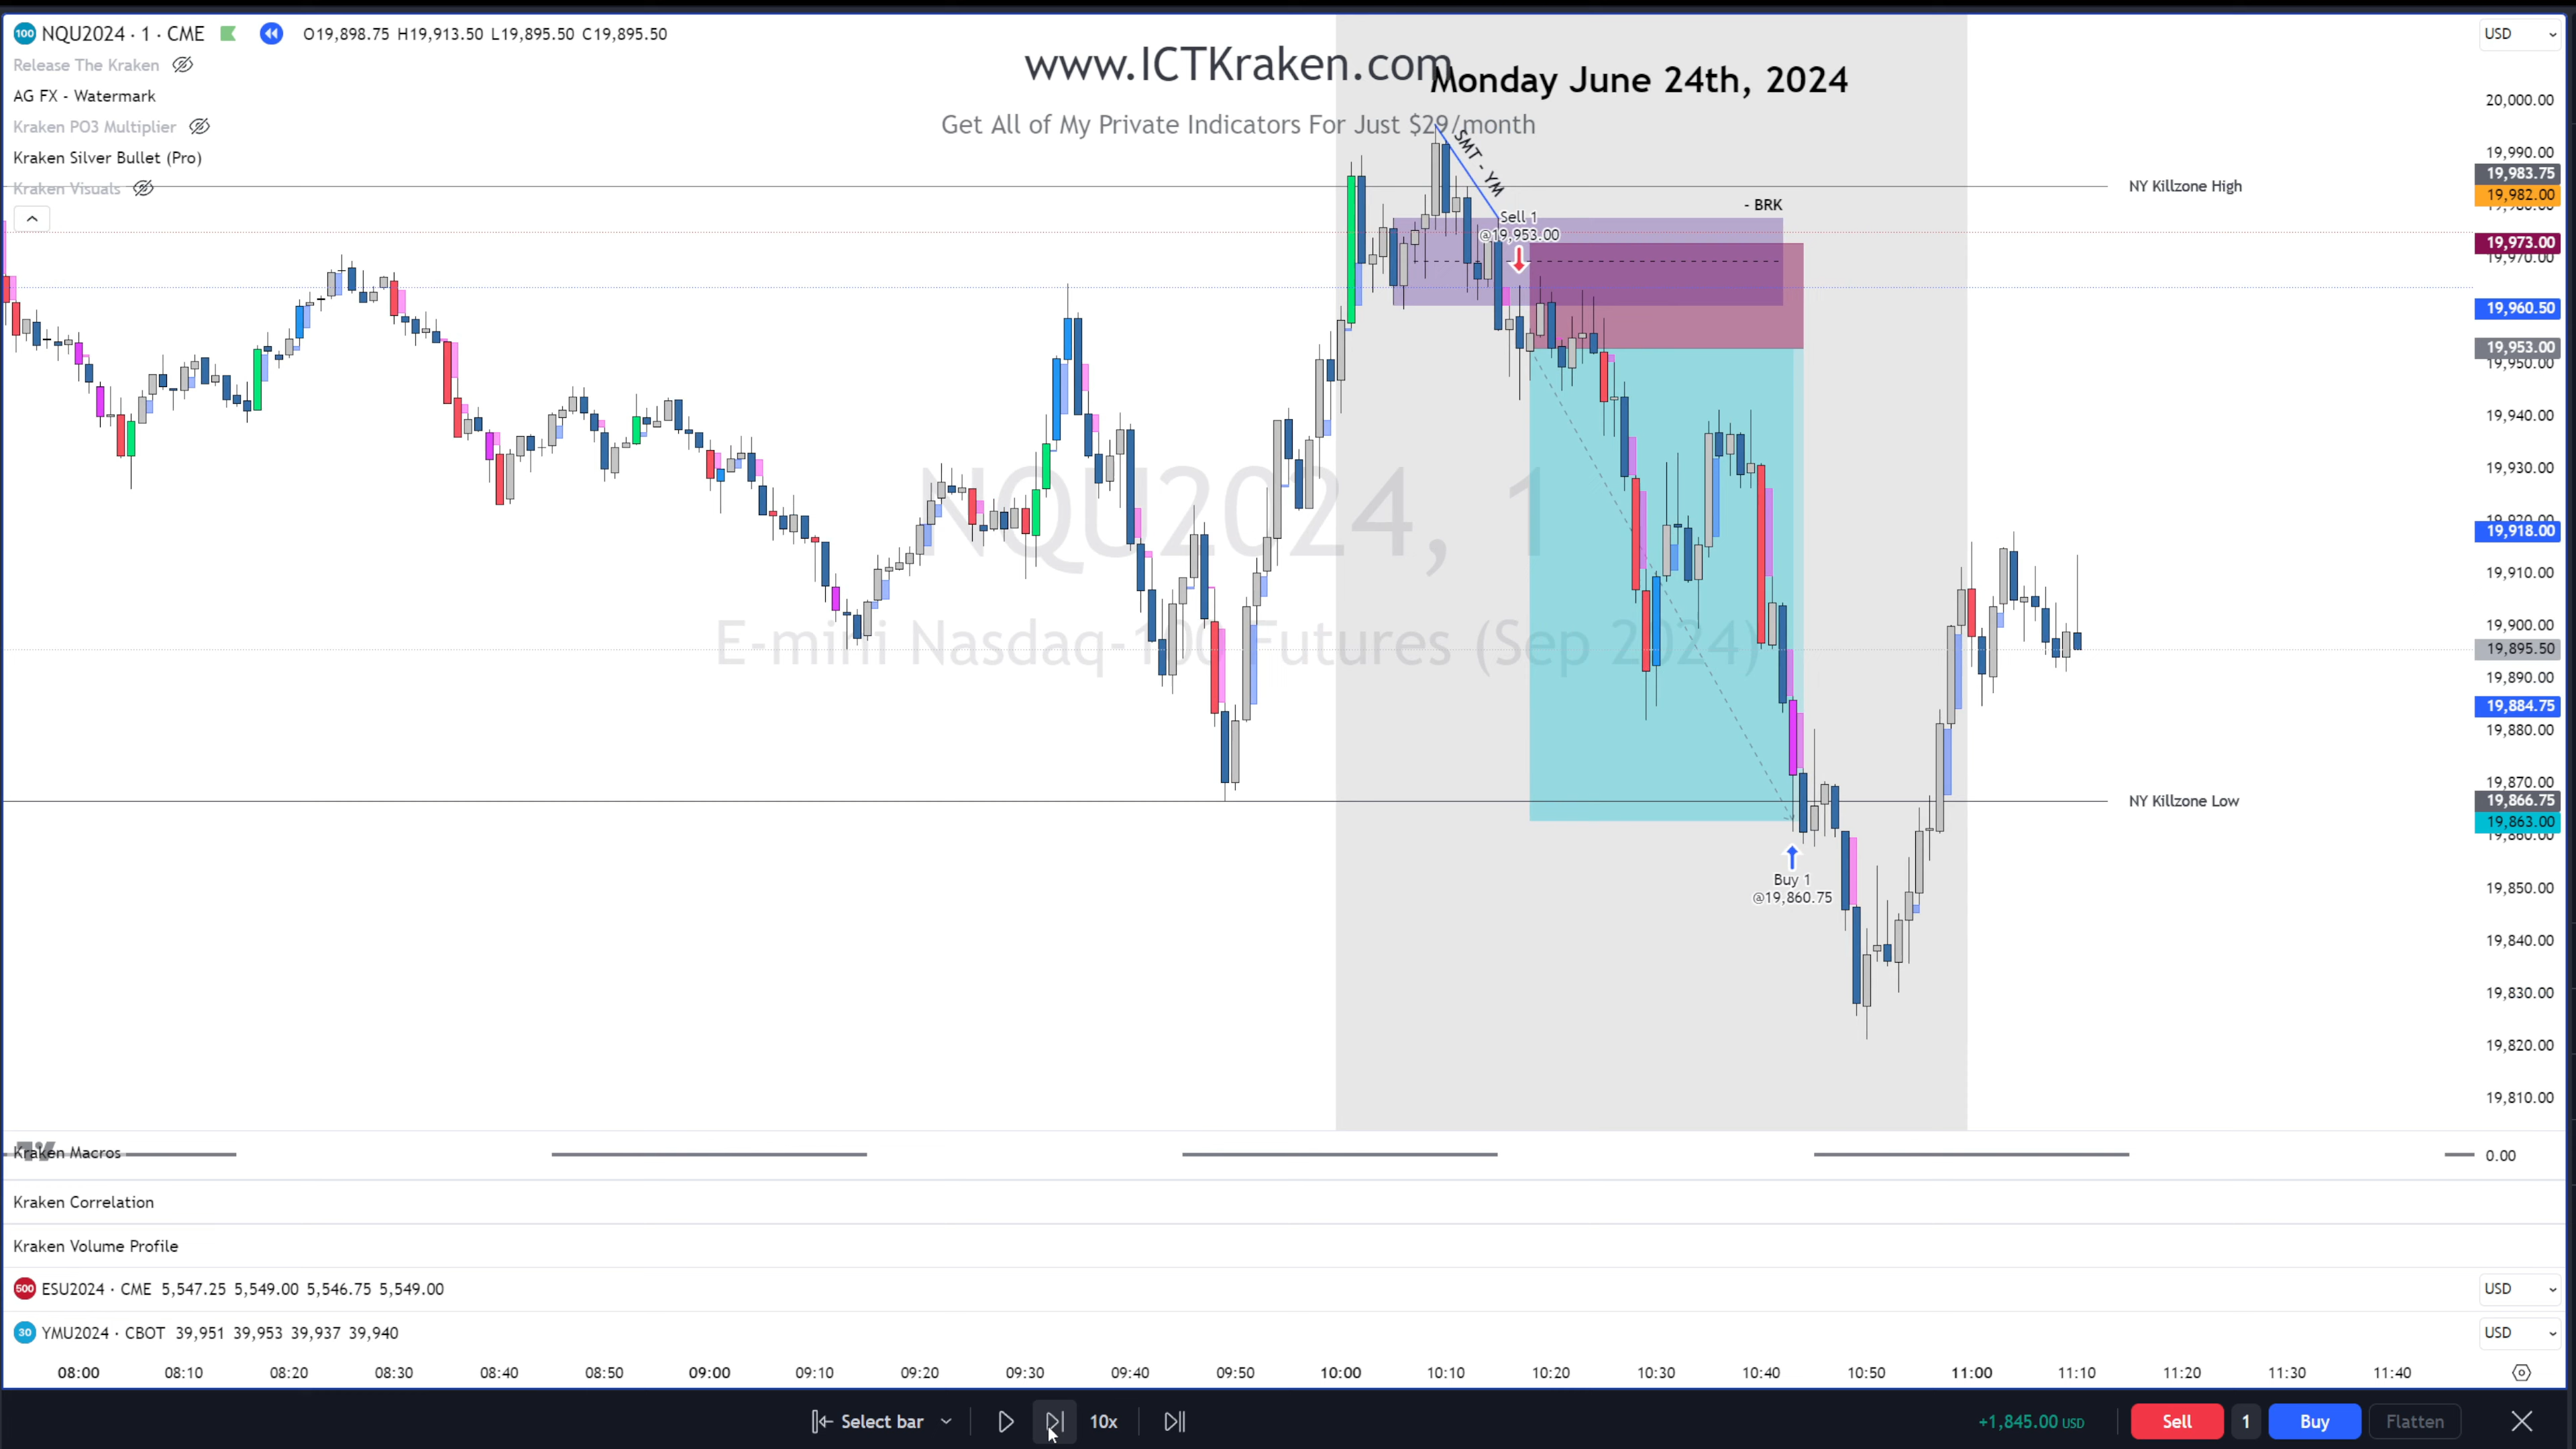 NQU2024 · 1 · CME O19,898.75 H19,913.50 L19,895.50 C19,895.50
USD
Release The Kraken
AG FX - Watermark
Kraken PO3 Multiplier
Kraken Silver Bullet (Pro)
Kraken Visuals
www.ICTKraken.com
Monday June 24th, 2024
Get All of My Private Indicators For Just $29/month
SMT - YM
NY Killzone High
- BRK
Sell 1
@19,953.00
NQU2024, 1
E-mini Nasdaq-100 Futures (Sep 2024)
NY Killzone Low
Buy 1
@19,860.75
20,000.00
19,990.00
19,983.75
19,982.00
19,973.00
19,970.00
19,960.50
19,953.00
19,950.00
19,940.00
19,930.00
19,920.00
19,918.00
19,910.00
19,900.00
19,895.50
19,890.00
19,884.75
19,880.00
19,870.00
19,866.75
19,863.00
19,860.00
19,850.00
19,840.00
19,830.00
19,820.00
19,810.00
Kraken Macros
0.00
Kraken Correlation
Kraken Volume Profile
500 ESU2024 · CME 5,547.25 5,549.00 5,546.75 5,549.00
USD
30 YMU2024 · CBOT 39,951 39,953 39,937 39,940
USD
08:00 08:10 08:20 08:30 08:40 08:50 09:00 09:10 09:20 09:30 09:40 09:50 10:00 10:10 10:20 10:30 10:40 10:50 11:00 11:10 11:20 11:30 11:40
Select bar 10x +1,845.00 USD Sell 1 Buy Flatten